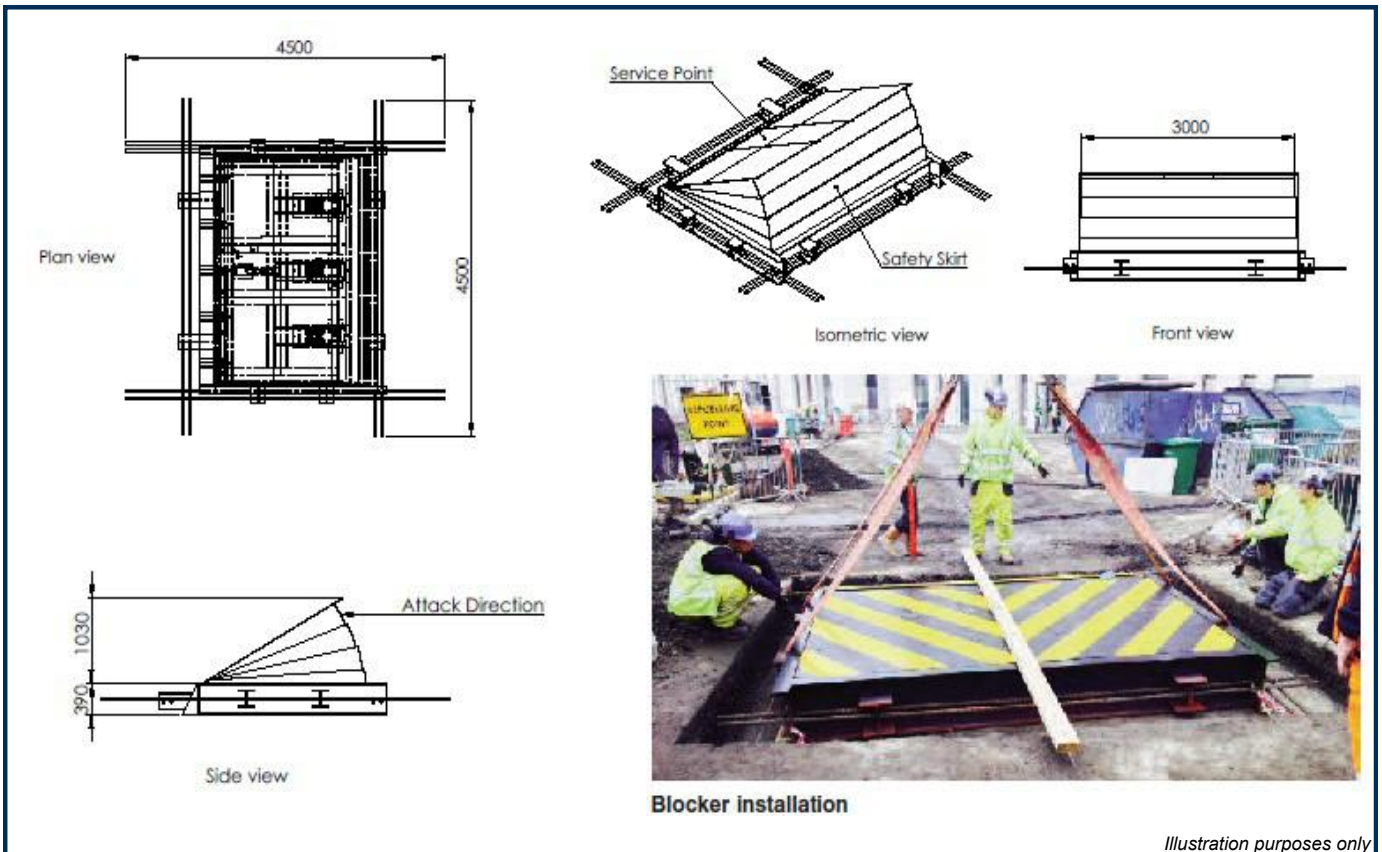 4500
Plan view
4500
Service Point
Safety Skirt
Isometric view
3000
Front view
1030
390
Attack Direction
Side view
POINT
Blocker installation
Illustration purposes only